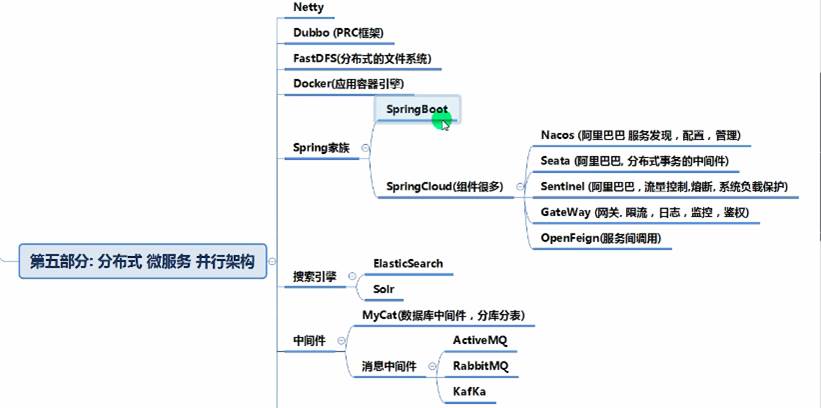 Netty
Dubbo (PRC框架)
FastDFS(分布式的文件系统)
Docker(应用容器引擎)
SpringBoot
Spring家族
Nacos (阿里巴巴 服务发现，配置，管理)
Seata (阿里巴巴, 分布式事务的中间件)
SpringCloud(组件很多)
Sentinel (阿里巴巴，流量控制,熔断, 系统负载保护)
GateWay (网关, 限流，日志，监控，鉴权)
OpenFeign(服务间调用)
第五部分: 分布式 微服务 并行架构
搜索引擎
ElasticSearch
Solr
MyCat(数据库中间件，分库分表)
中间件
消息中间件
ActiveMQ
RabbitMQ
KafKa